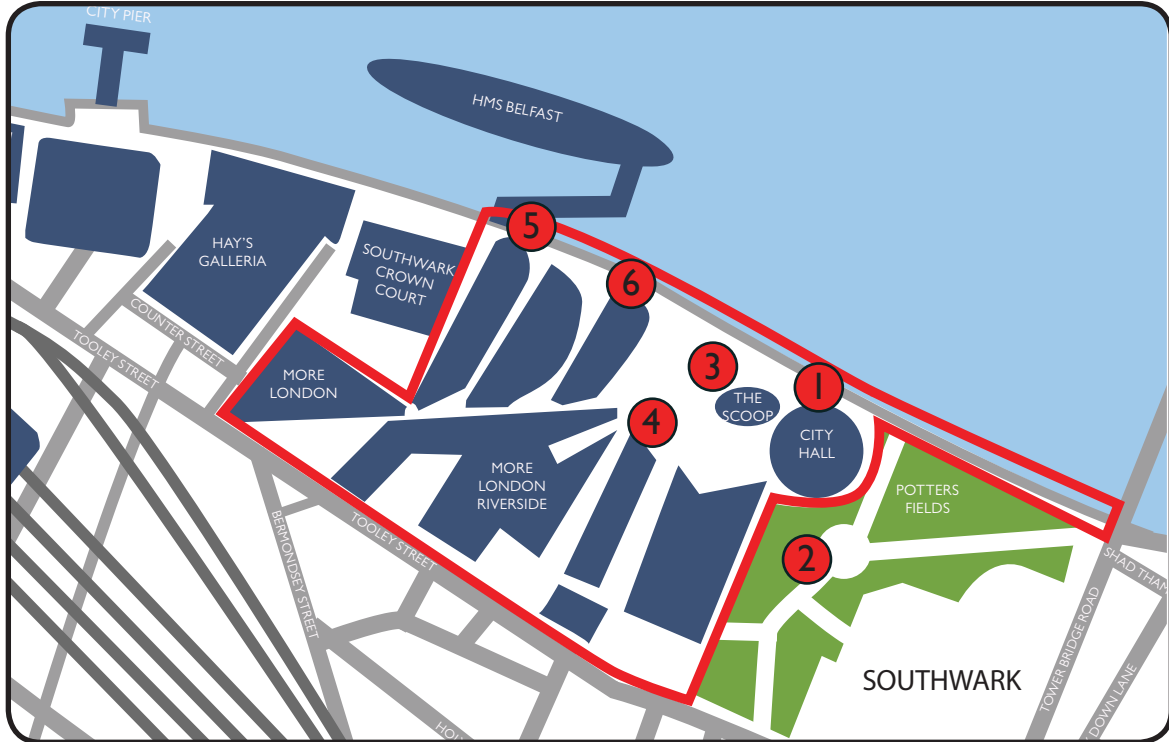 CITY PIER
HMS BELFAST
5
HAY'S
GALLERIA
SOUTHWARK
CROWN
COURT
6
COUNTER STREET
TOOLEY STREET
MORE
LONDON
3
1
THE
SCOOP
4
CITY
HALL
MORE
LONDON
RIVERSIDE
POTTERS
FIELDS
BERMONDSEY STREET
TOOLEY STREET
2
SHAD THAM
TOWER BRIDGE ROAD
SOUTHWARK
DOWN LANE